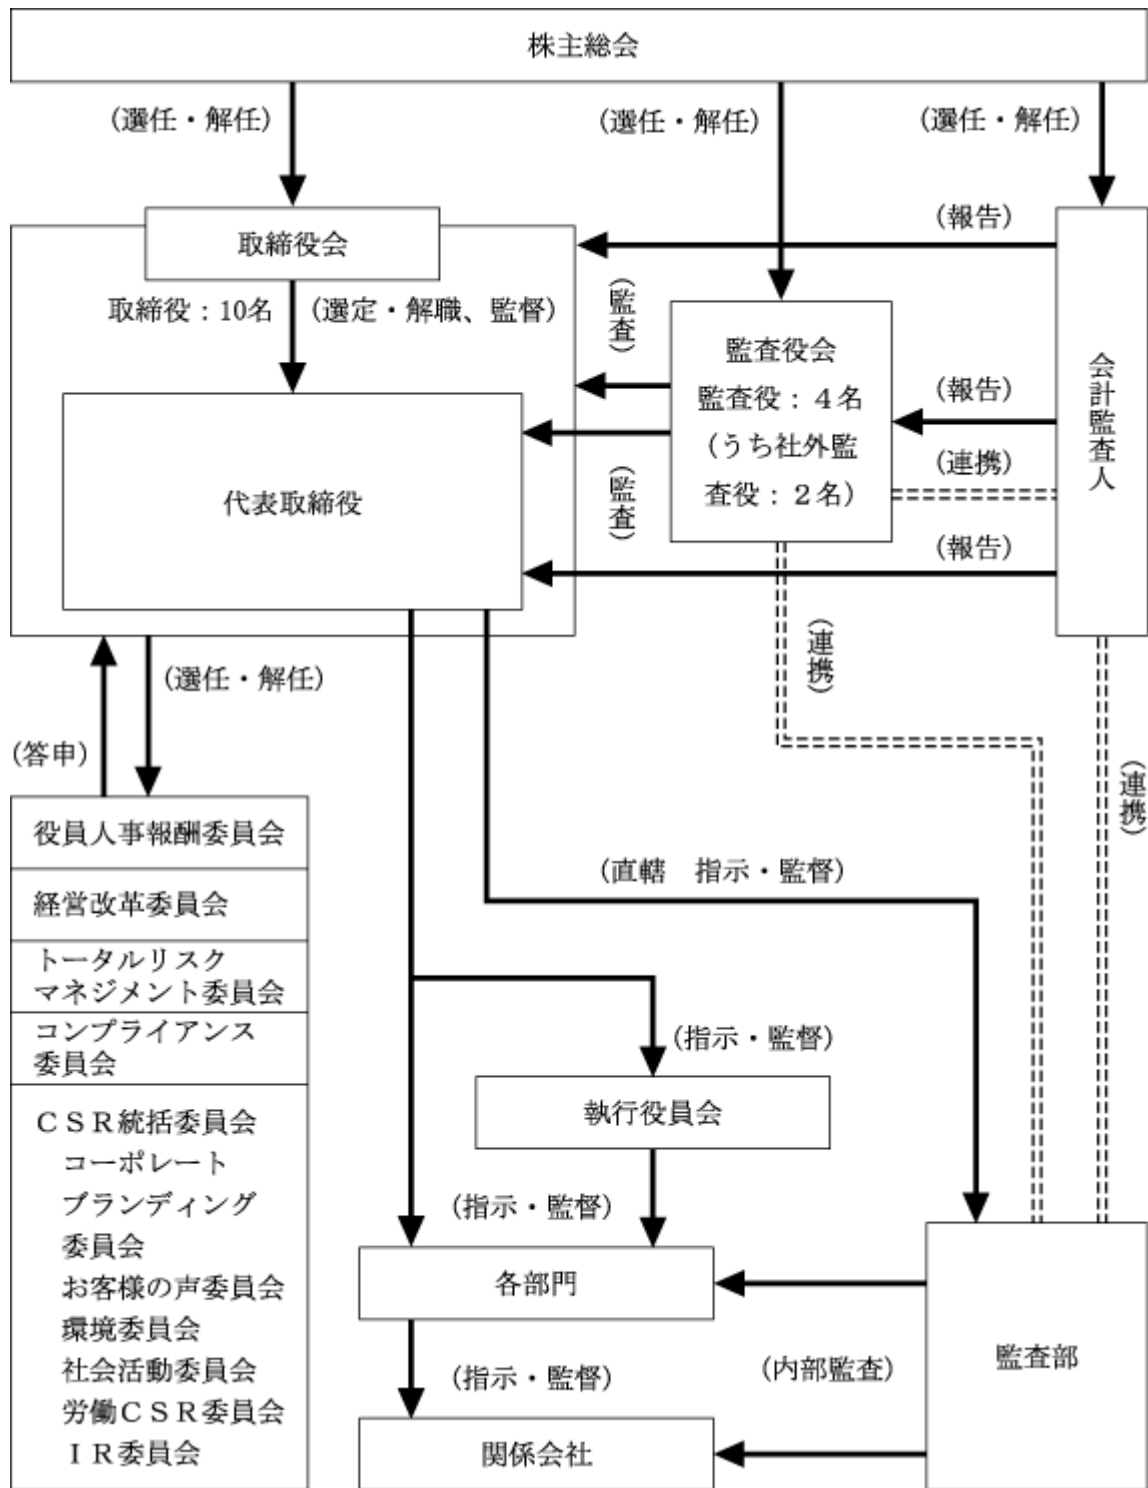 株主総会
(選任・解任)
(選任・解任)
(選任・解任)
取締役会
取締役：10名
(選定・解職、監督)
代表取締役
(監査)
(監査)
監査役会
監査役：４名
(うち社外監
査役：２名)
(報告)
(報告)
(連携)
(報告)
会計監査人
(選任・解任)
(答申)
(連携)
(連携)
役員人事報酬委員会
経営改革委員会
トータルリスク
マネジメント委員会
コンプライアンス
委員会
ＣＳＲ統括委員会
コーポレート
ブランディング
委員会
お客様の声委員会
環境委員会
社会活動委員会
労働ＣＳＲ委員会
ＩＲ委員会
(直轄　指示・監督)
(指示・監督)
執行役員会
(指示・監督)
各部門
(指示・監督)
関係会社
(内部監査)
監査部